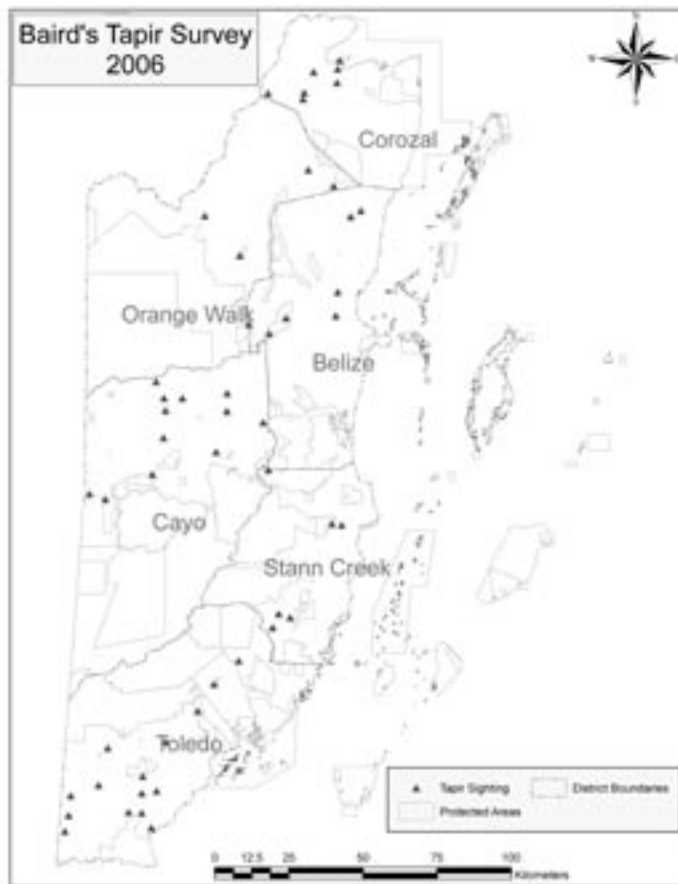 Baird's Tapir Survey
2006
N
Corozal
Orange Walk
Belize
Cayo
Stann Creek
Toledo
Tapir Sighting
District Boundaries
Protected Areas
0 12.5 25 50 75 100
Kilometers